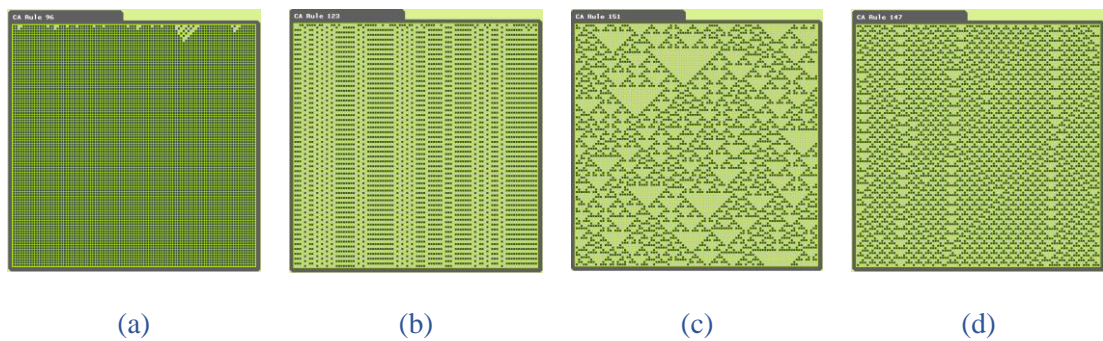 CA Rule 96
CA Rule 123
CA Rule 151
CA Rule 147
(a)
(b)
(c)
(d)